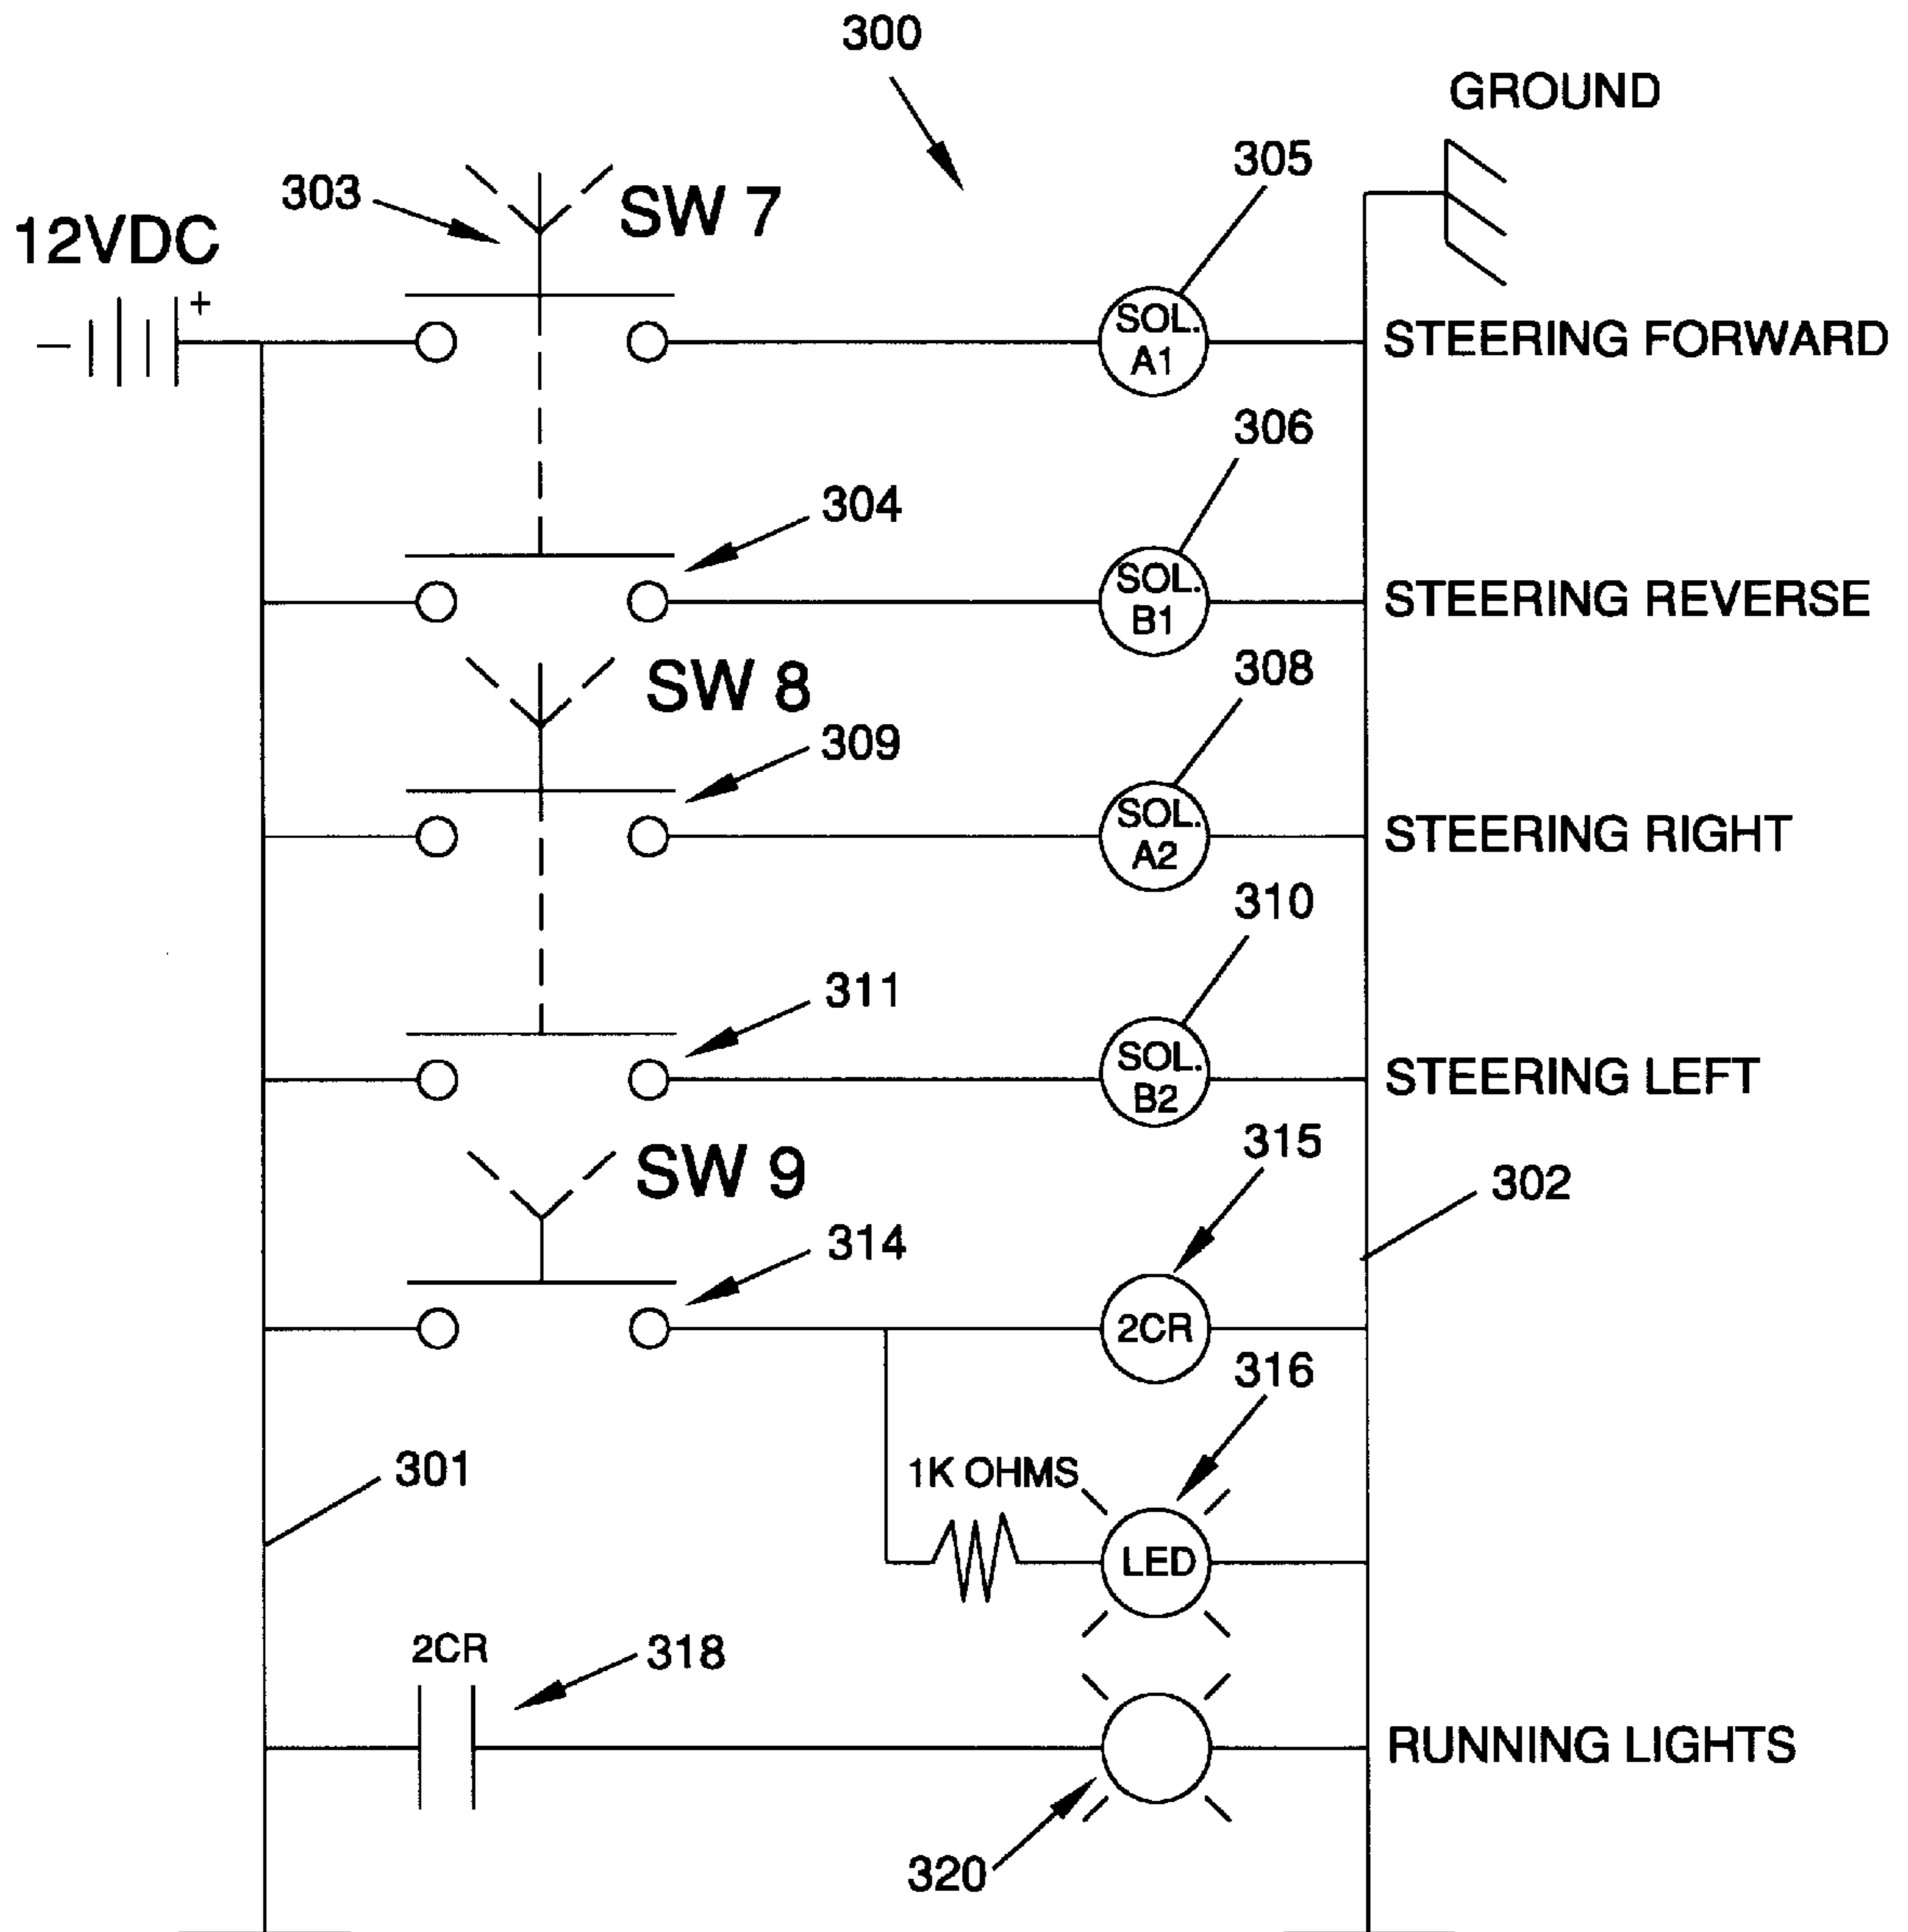 300
GROUND
305
303
SW 7
12VDC
+
−
SOL.
A1
STEERING FORWARD
306
304
SOL.
B1
STEERING REVERSE
SW 8
308
309
SOL.
A2
STEERING RIGHT
310
311
SOL.
B2
STEERING LEFT
315
SW 9
302
314
2CR
316
301
1K OHMS
LED
2CR
318
RUNNING LIGHTS
320